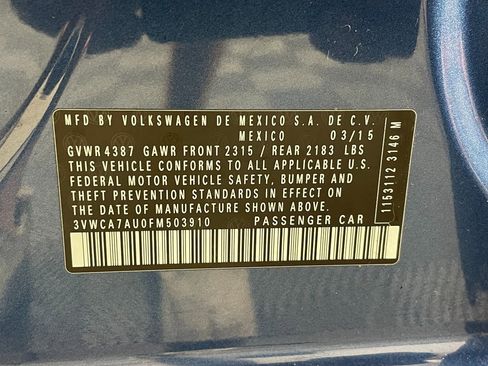 MFD BY VOLKSWAGEN DE MEXICO S.A. DE C.V.
MEXICO 03/15
GVWR 4387 GAWR FRONT 2315 / REAR 2183 LBS
THIS VEHICLE CONFORMS TO ALL APPLICABLE U.S.
FEDERAL MOTOR VEHICLE SAFETY, BUMPER AND
THEFT PREVENTION STANDARDS IN EFFECT ON
THE DATE OF MANUFACTURE SHOWN ABOVE.
3VWCA7AU0FM503910 PASSENGER CAR
1153112 3146 M